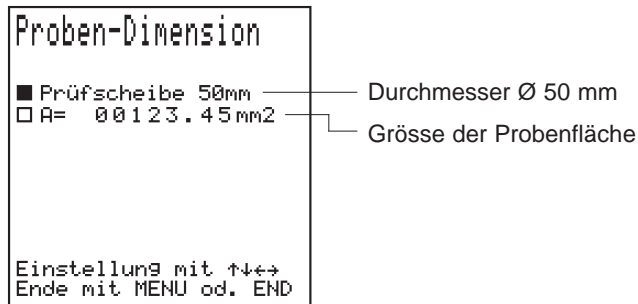 Proben-Dimension
■ Prüfscheibe 50mm
□ A= 00123.45mm2
Durchmesser Ø 50 mm
Grösse der Probenfläche
Einstellung mit ↑↓←→
Ende mit MENU od. END